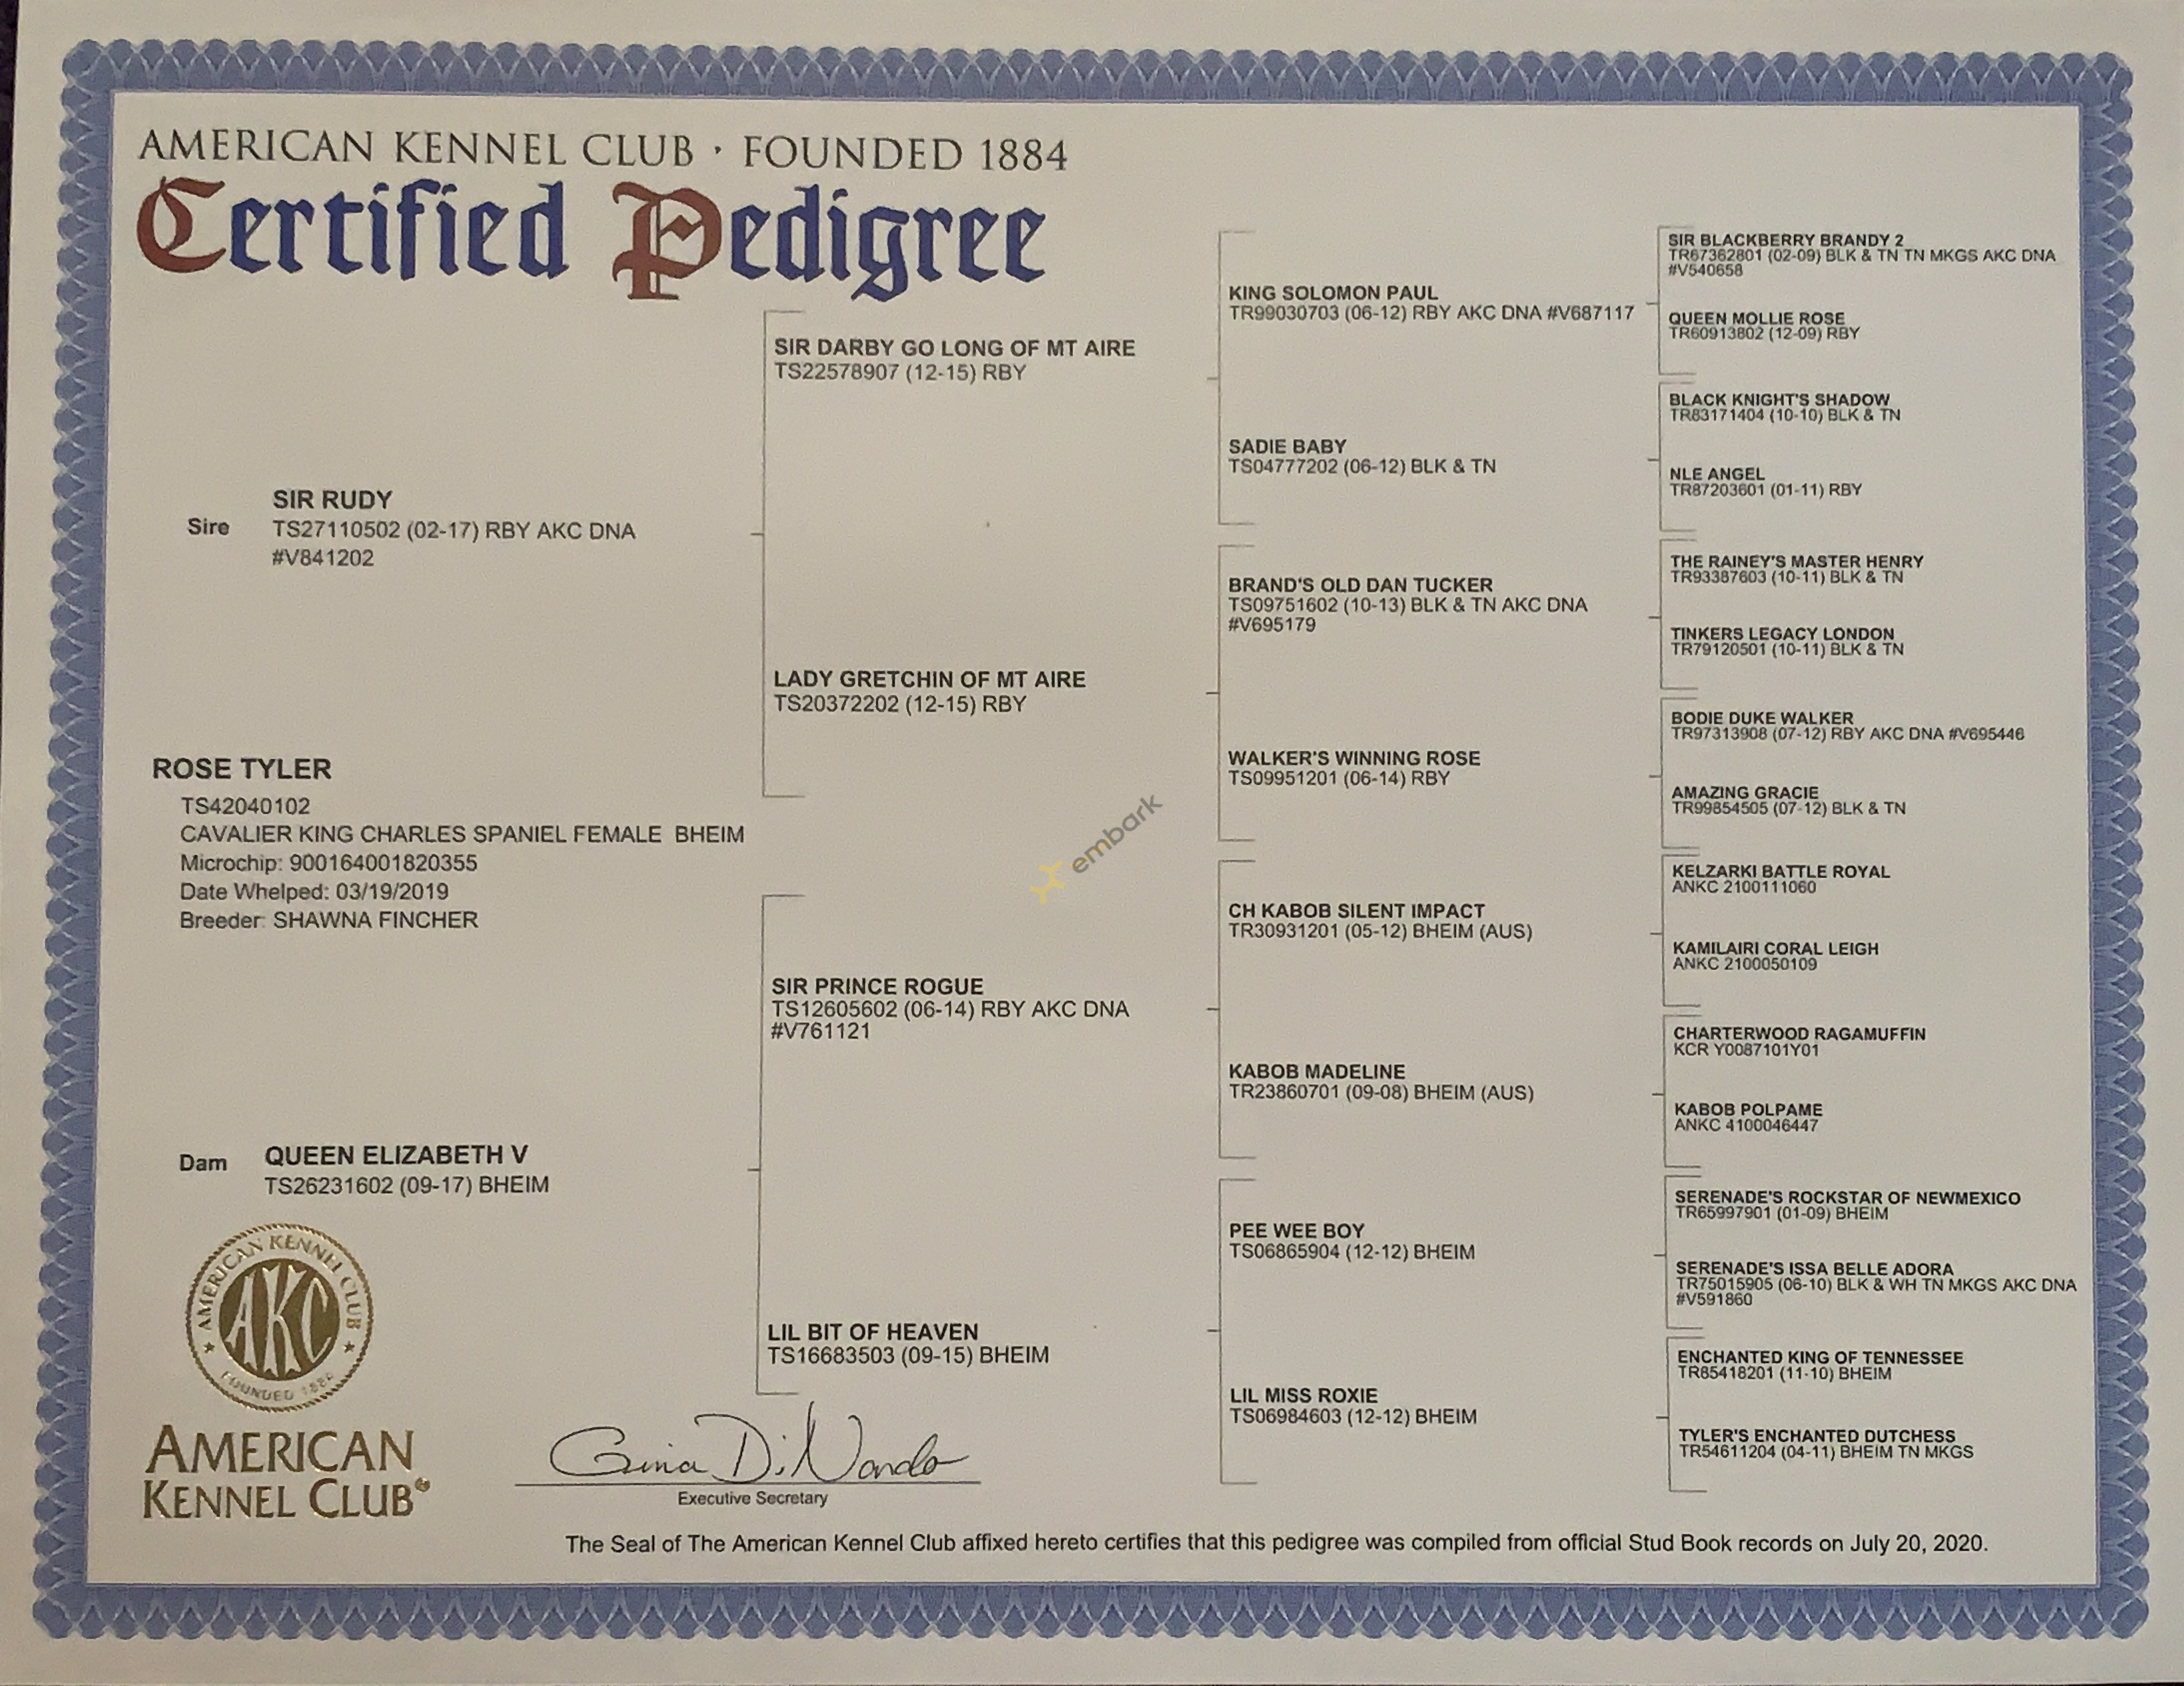 AMERICAN KENNEL CLUB · FOUNDED 1884
Certified Pedigree
Sire
SIR RUDY
TS27110502 (02-17) RBY AKC DNA
#V841202
ROSE TYLER
TS42040102
CAVALIER KING CHARLES SPANIEL FEMALE BHEIM
Microchip: 900164001820355
Date Whelped: 03/19/2019
Breeder: SHAWNA FINCHER
Dam
QUEEN ELIZABETH V
TS26231602 (09-17) BHEIM
SIR DARBY GO LONG OF MT AIRE
TS22578907 (12-15) RBY
LADY GRETCHIN OF MT AIRE
TS20372202 (12-15) RBY
SIR PRINCE ROGUE
TS12605602 (06-14) RBY AKC DNA
#V761121
LIL BIT OF HEAVEN
TS16683503 (09-15) BHEIM
KING SOLOMON PAUL
TR99030703 (06-12) RBY AKC DNA #V687117
SADIE BABY
TS04777202 (06-12) BLK & TN
BRAND'S OLD DAN TUCKER
TS09751602 (10-13) BLK & TN AKC DNA
#V695179
WALKER'S WINNING ROSE
TS09951201 (06-14) RBY
CH KABOB SILENT IMPACT
TR30931201 (05-12) BHEIM (AUS)
KABOB MADELINE
TR23860701 (09-08) BHEIM (AUS)
PEE WEE BOY
TS06865904 (12-12) BHEIM
LIL MISS ROXIE
TS06984603 (12-12) BHEIM
SIR BLACKBERRY BRANDY 2
TR67362801 (02-09) BLK & TN TN MKGS AKC DNA
#V540658
QUEEN MOLLIE ROSE
TR60913802 (12-09) RBY
BLACK KNIGHT'S SHADOW
TR83171404 (10-10) BLK & TN
NLE ANGEL
TR87203601 (01-11) RBY
THE RAINEY'S MASTER HENRY
TR93387603 (10-11) BLK & TN
TINKERS LEGACY LONDON
TR79120501 (10-11) BLK & TN
BODIE DUKE WALKER
TR97313908 (07-12) RBY AKC DNA #V695446
AMAZING GRACIE
TR99854505 (07-12) BLK & TN
KELZARKI BATTLE ROYAL
ANKC 2100111060
KAMILAIRI CORAL LEIGH
ANKC 2100050109
CHARTERWOOD RAGAMUFFIN
KCR Y0087101Y01
KABOB POLPAME
ANKC 4100046447
SERENADE'S ROCKSTAR OF NEWMEXICO
TR65997901 (01-09) BHEIM
SERENADE'S ISSA BELLE ADORA
TR75015905 (06-10) BLK & WH TN MKGS AKC DNA
#V591860
ENCHANTED KING OF TENNESSEE
TR85418201 (11-10) BHEIM
TYLER'S ENCHANTED DUTCHESS
TR54611204 (04-11) BHEIM TN MKGS
embark
AMERICAN KENNEL CLUB
AKC
FOUNDED 1884
AMERICAN
KENNEL CLUB®
Gina DiNardo
Executive Secretary
The Seal of The American Kennel Club affixed hereto certifies that this pedigree was compiled from official Stud Book records on July 20, 2020.